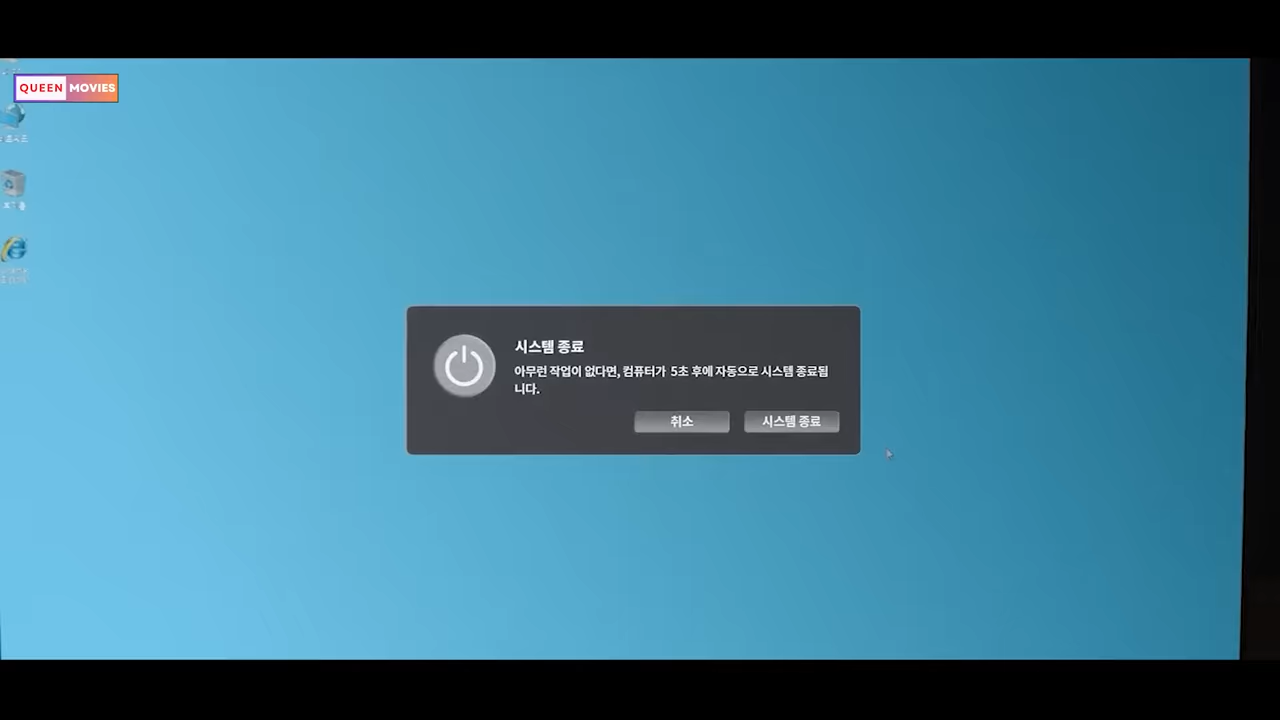 QUEEN MOVIES
시스템 종료
아무런 작업이 없다면, 컴퓨터가 5초 후에 자동으로 시스템 종료됩
니다.
취소
시스템 종료